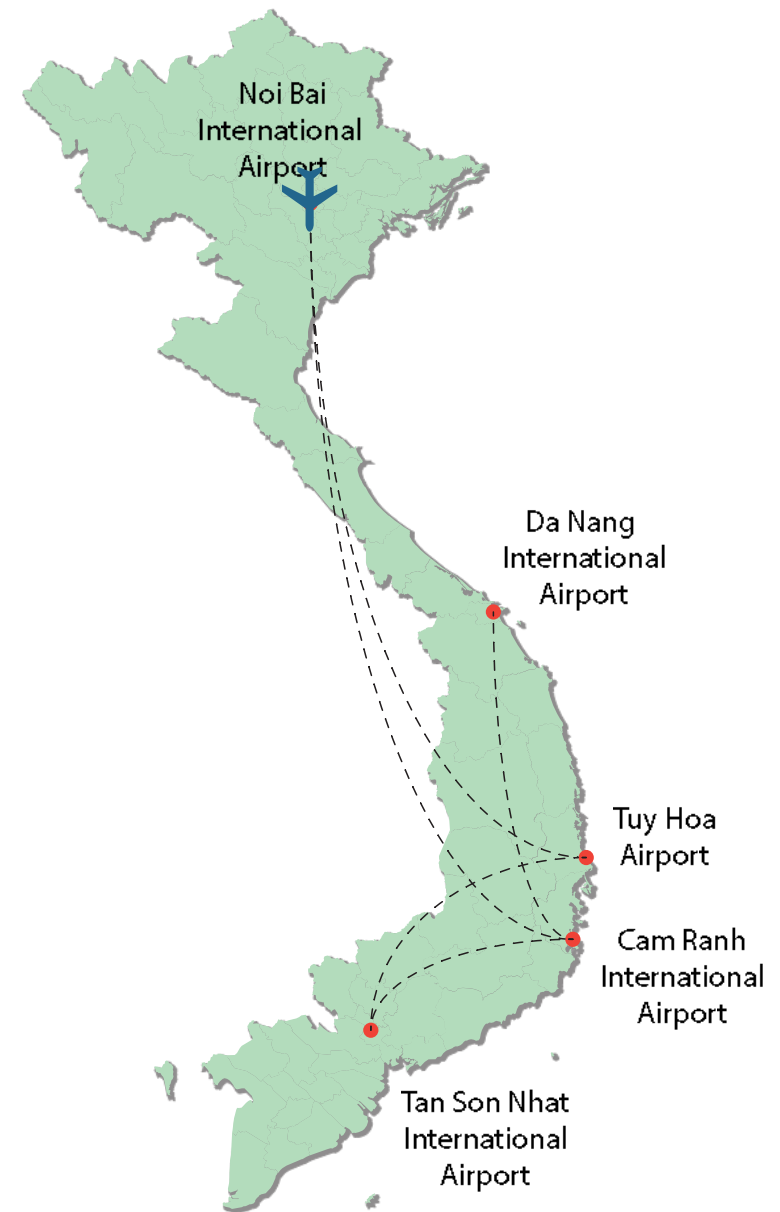 Noi Bai
International
Airport
Da Nang
International
Airport
Tuy Hoa
Airport
Cam Ranh
International
Airport
Tan Son Nhat
International
Airport